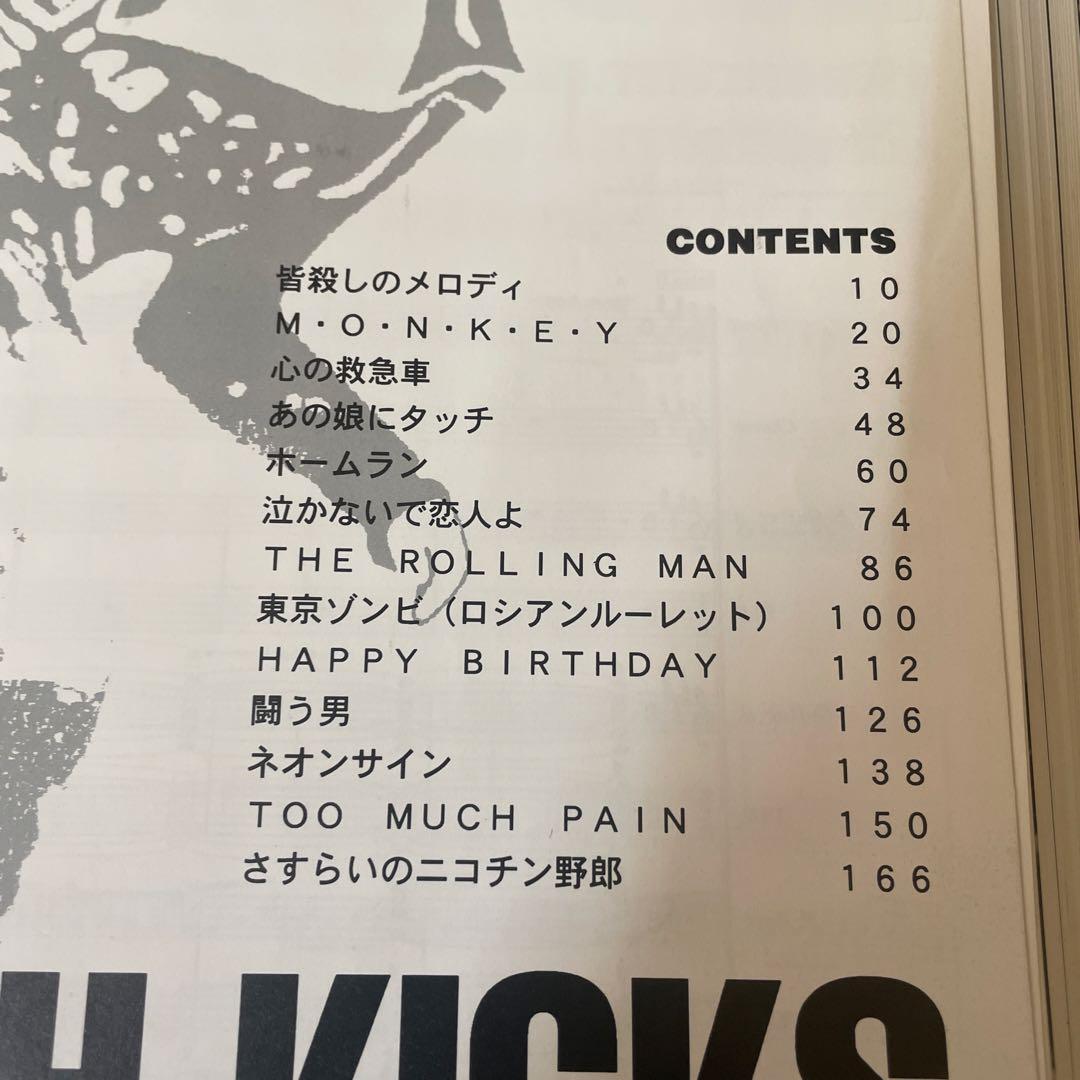 CONTENTS
皆殺しのメロディ 10
M・O・N・K・E・Y 20
心の救急車 34
あの娘にタッチ 48
ホームラン 60
泣かないで恋人よ 74
THE ROLLING MAN 86
東京ゾンビ（ロシアンルーレット） 100
HAPPY BIRTHDAY 112
闘う男 126
ネオンサイン 138
TOO MUCH PAIN 150
さすらいのニコチン野郎 166
H KICKS